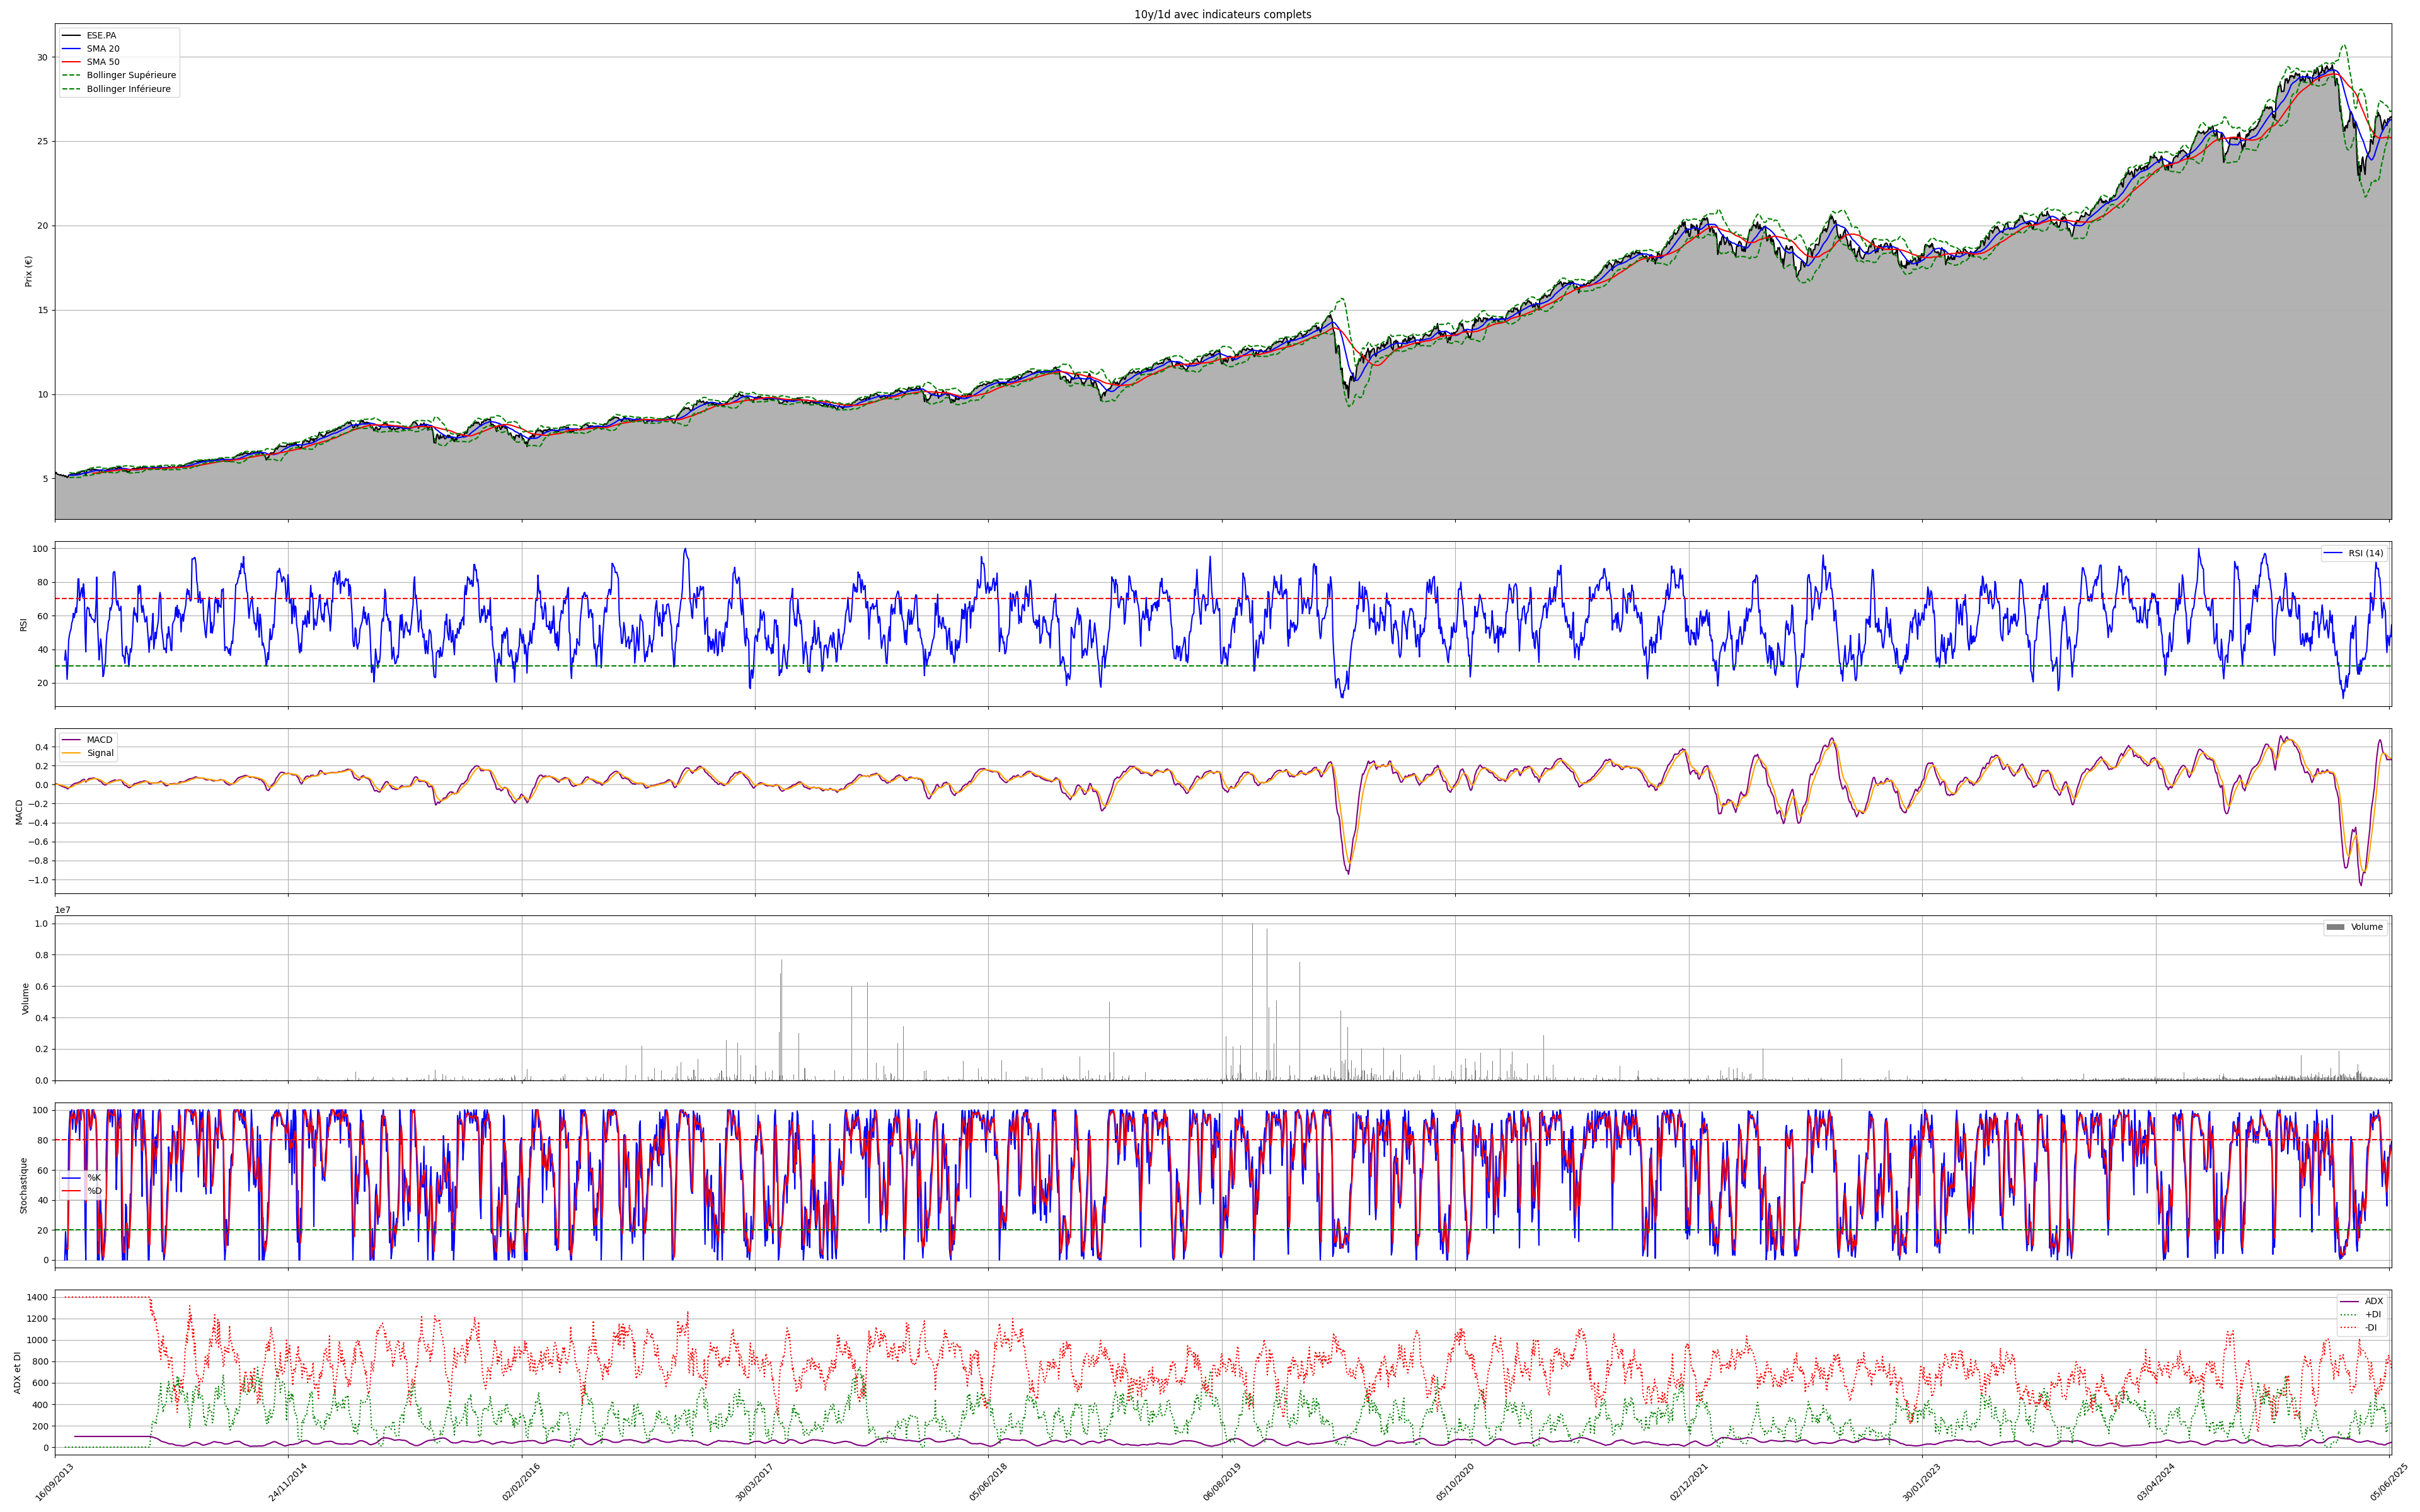 10y/1d avec indicateurs complets
ESE.PA
SMA 20
SMA 50
Bollinger Supérieure
Bollinger Inférieure
Prix (€)
30
25
20
15
10
5
RSI (14)
RSI
100
80
60
40
20
MACD
Signal
MACD
0.4
0.2
0.0
−0.2
−0.4
−0.6
−0.8
−1.0
1e7
Volume
Volume
1.0
0.8
0.6
0.4
0.2
0.0
Stochastique
100
80
60
40
20
0
%K
%D
ADX et DI
1400
1200
1000
800
600
400
200
0
ADX
+DI
-DI
16/09/2013
24/11/2014
02/02/2016
30/03/2017
05/06/2018
06/08/2019
05/10/2020
02/12/2021
30/01/2023
03/04/2024
05/06/2025